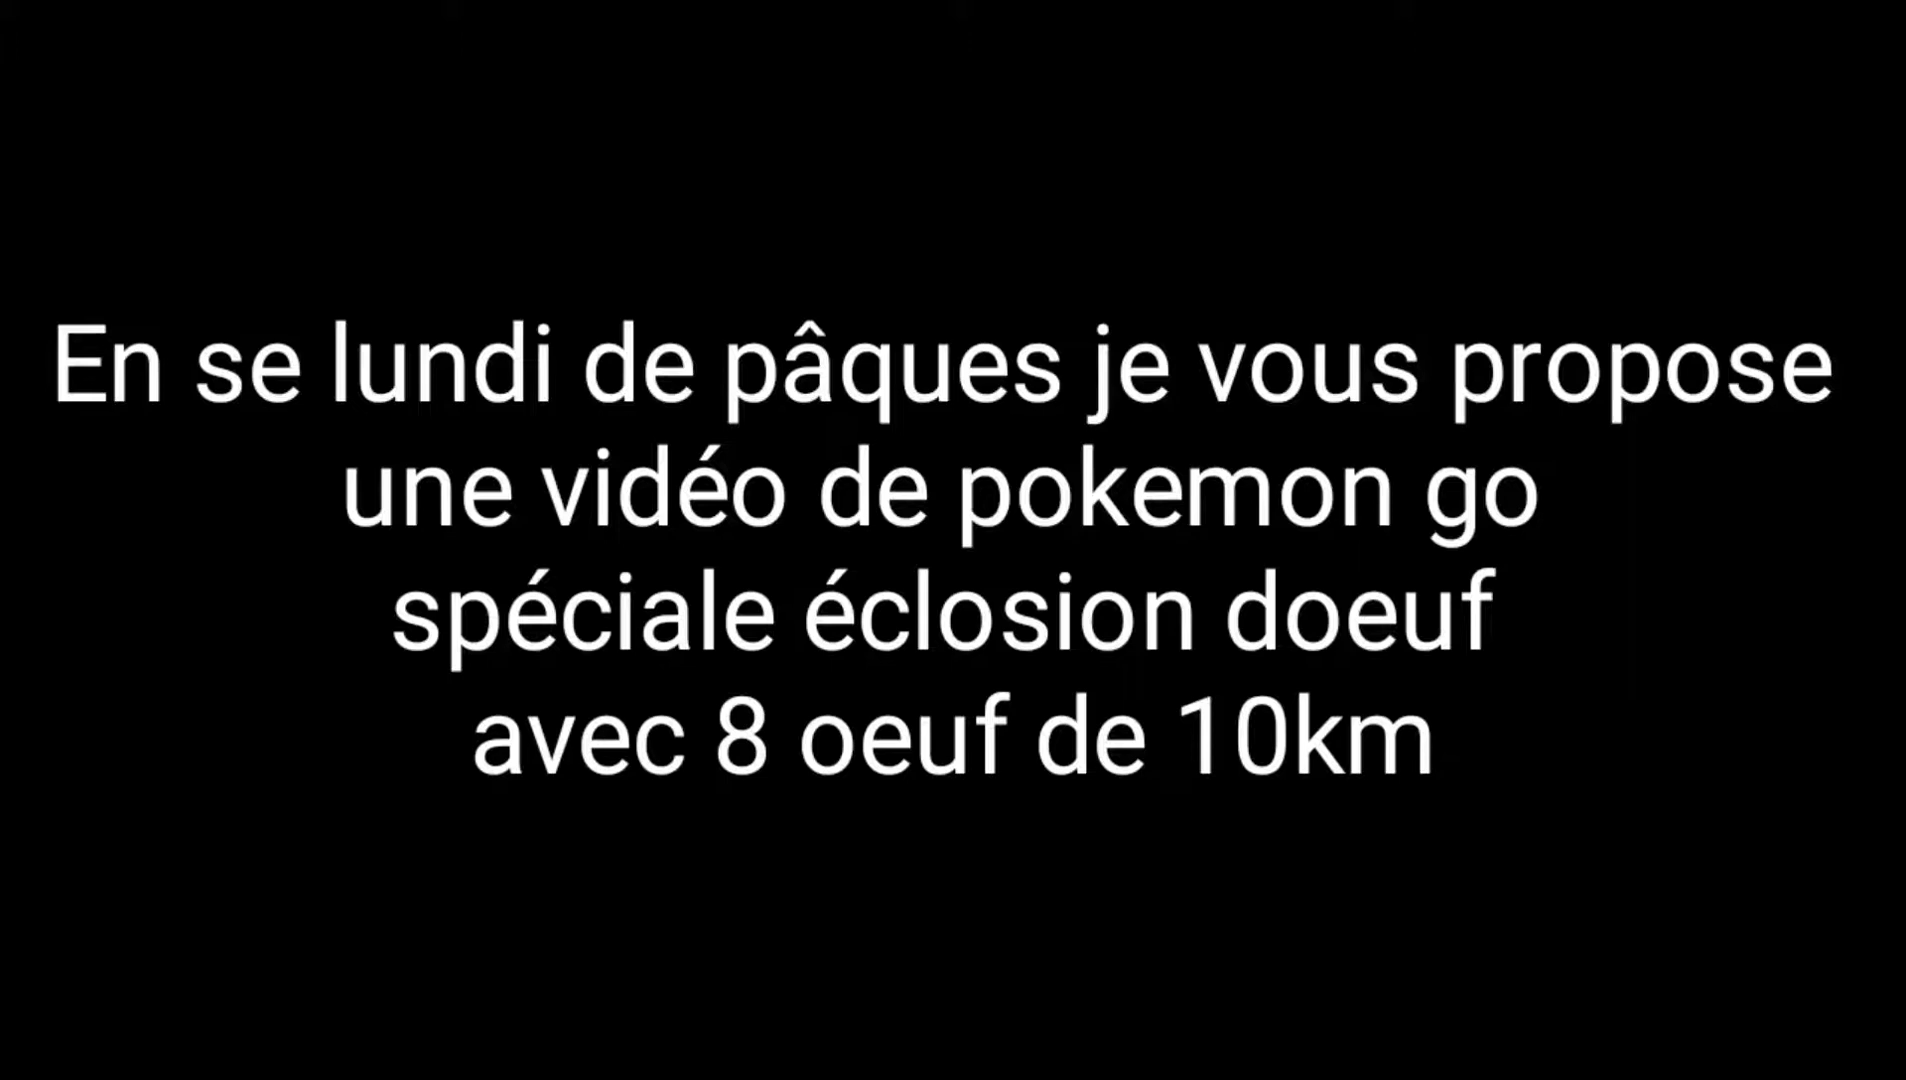 En se lundi de pâques je vous propose
une vidéo de pokemon go
spéciale éclosion doeuf
avec 8 oeuf de 10km